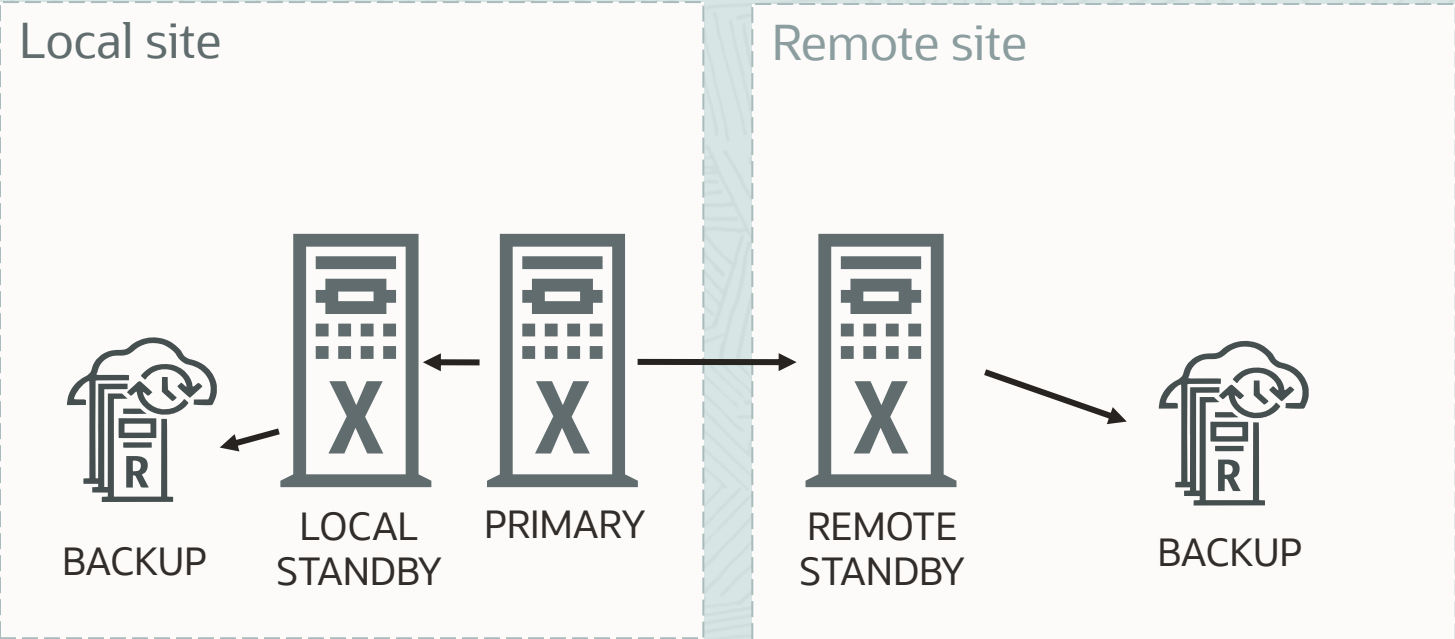 Local site
Remote site
X
X
X
R
R
LOCAL
STANDBY
PRIMARY
REMOTE
STANDBY
BACKUP
BACKUP